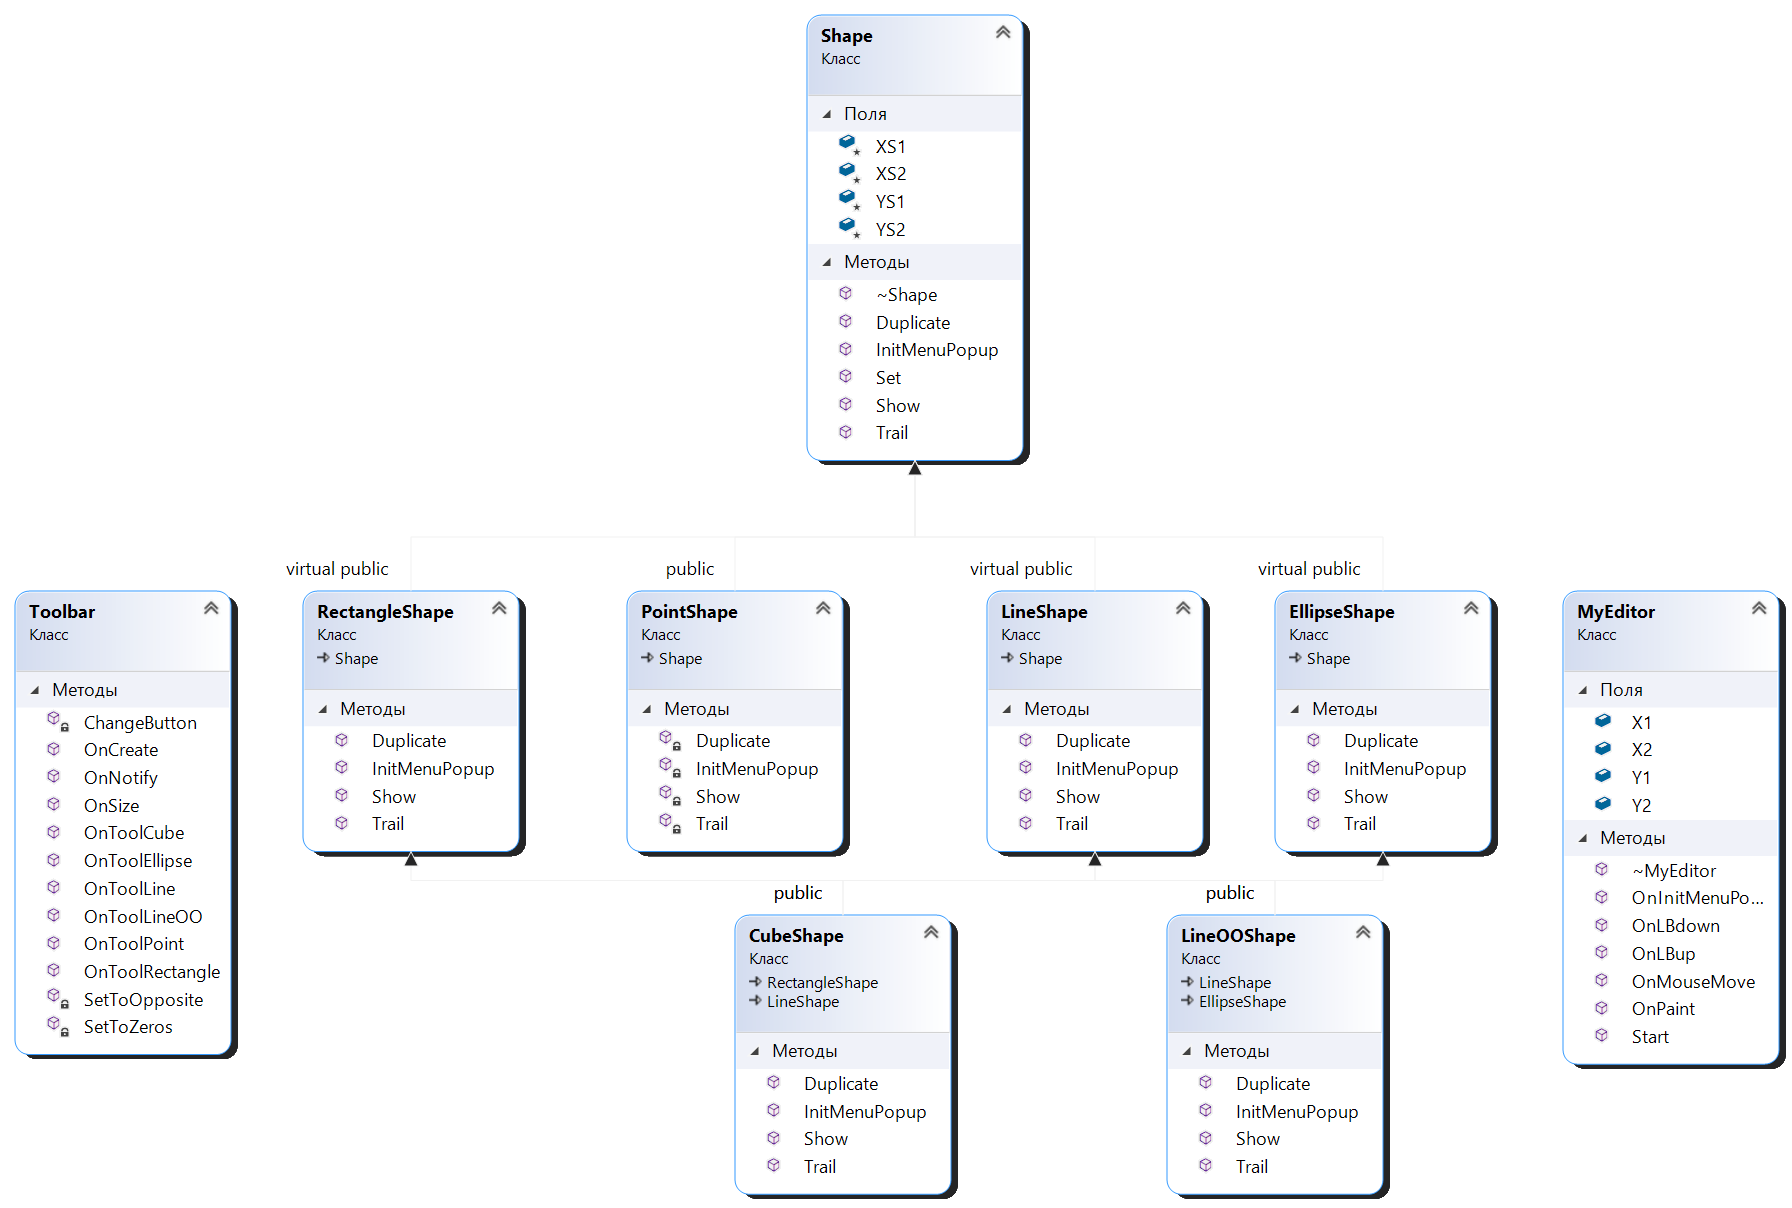 Shape
Класс
Поля
XS1
XS2
YS1
YS2
Методы
~Shape
Duplicate
InitMenuPopup
Set
Show
Trail
virtual public
public
virtual public
virtual public
Toolbar
Класс
Методы
ChangeButton
OnCreate
OnNotify
OnSize
OnToolCube
OnToolEllipse
OnToolLine
OnToolLineOO
OnToolPoint
OnToolRectangle
SetToOpposite
SetToZeros
RectangleShape
Класс
Shape
Методы
Duplicate
InitMenuPopup
Show
Trail
PointShape
Класс
Shape
Методы
Duplicate
InitMenuPopup
Show
Trail
LineShape
Класс
Shape
Методы
Duplicate
InitMenuPopup
Show
Trail
EllipseShape
Класс
Shape
Методы
Duplicate
InitMenuPopup
Show
Trail
MyEditor
Класс
Поля
X1
X2
Y1
Y2
Методы
~MyEditor
OnInitMenuPo...
OnLBdown
OnLBup
OnMouseMove
OnPaint
Start
public
public
CubeShape
Класс
RectangleShape
LineShape
Методы
Duplicate
InitMenuPopup
Show
Trail
LineOOShape
Класс
LineShape
EllipseShape
Методы
Duplicate
InitMenuPopup
Show
Trail